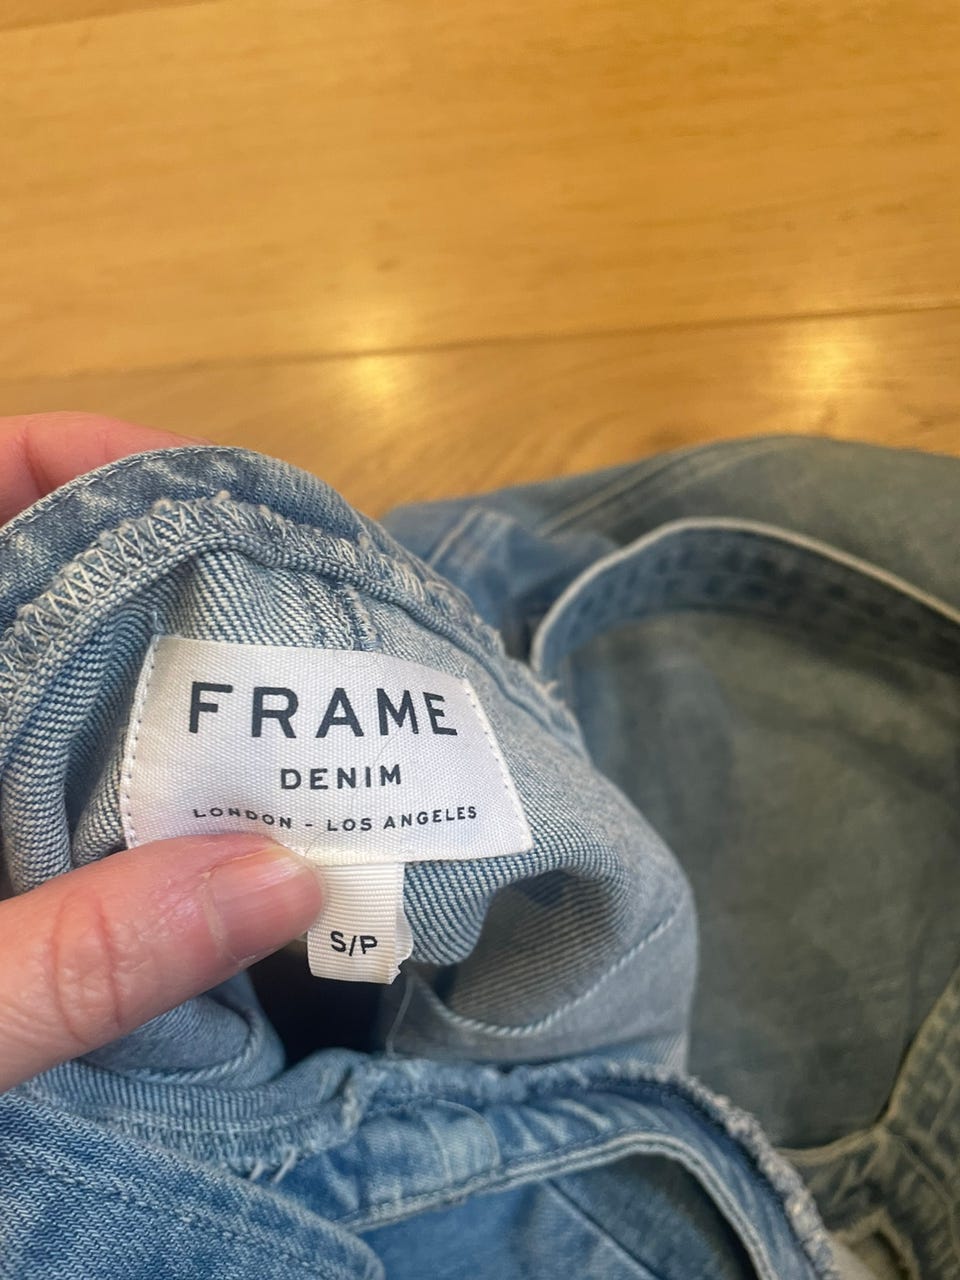 FRAME
DENIM
LONDON - LOS ANGELES
S/P